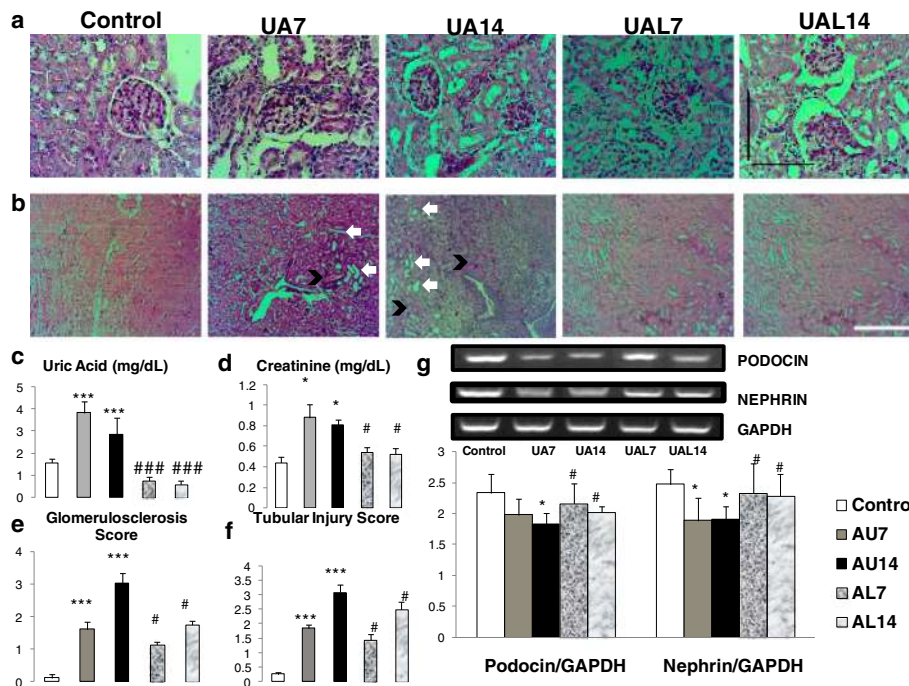 a
Control
UA7
UA14
UAL7
UAL14
b
c
Uric Acid (mg/dL)
5
4
3
2
1
0
***
***
###
###
d
Creatinine (mg/dL)
1.2
1
0.8
0.6
0.4
0.2
0
*
*
#
#
e
Glomerulosclerosis
Score
4
3
2
1
0
***
***
#
#
f
Tubular Injury Score
4
3.5
3
2.5
2
1.5
1
0.5
0
***
***
#
#
g
PODOCIN
NEPHRIN
GAPDH
Control UA7 UA14 UAL7 UAL14
3
2.5
2
1.5
1
0.5
0
*
#
#
*
*
#
#
Podocin/GAPDH Nephrin/GAPDH
Control
AU7
AU14
AL7
AL14